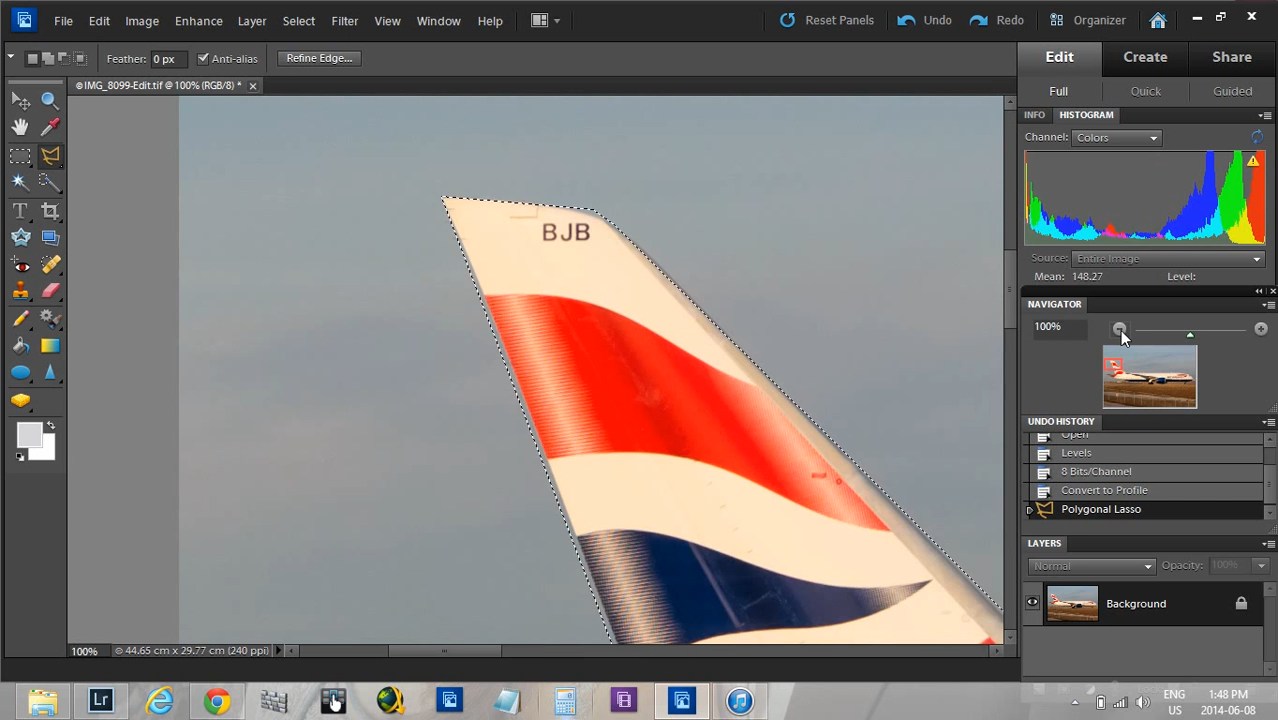 File Edit Image Enhance Layer Select Filter View Window Help Reset Panels Undo Redo Organizer
Feather: 0 px Anti-alias Refine Edge... Edit Create Share
IMG_8099-Edit.tif @ 100% (RGB/8) * Full Quick Guided
INFO HISTOGRAM
Channel: Colors
BJB
Source: Entire Image
Mean: 148.27 Level:
NAVIGATOR
100%
UNDO HISTORY
Open
Levels
8 Bits/Channel
Convert to Profile
Polygonal Lasso
LAYERS
Normal Opacity: 100%
Background
100% 44.65 cm x 29.77 cm (240 ppi)
Lr
ENG 1:48 PM
US 2014-06-08